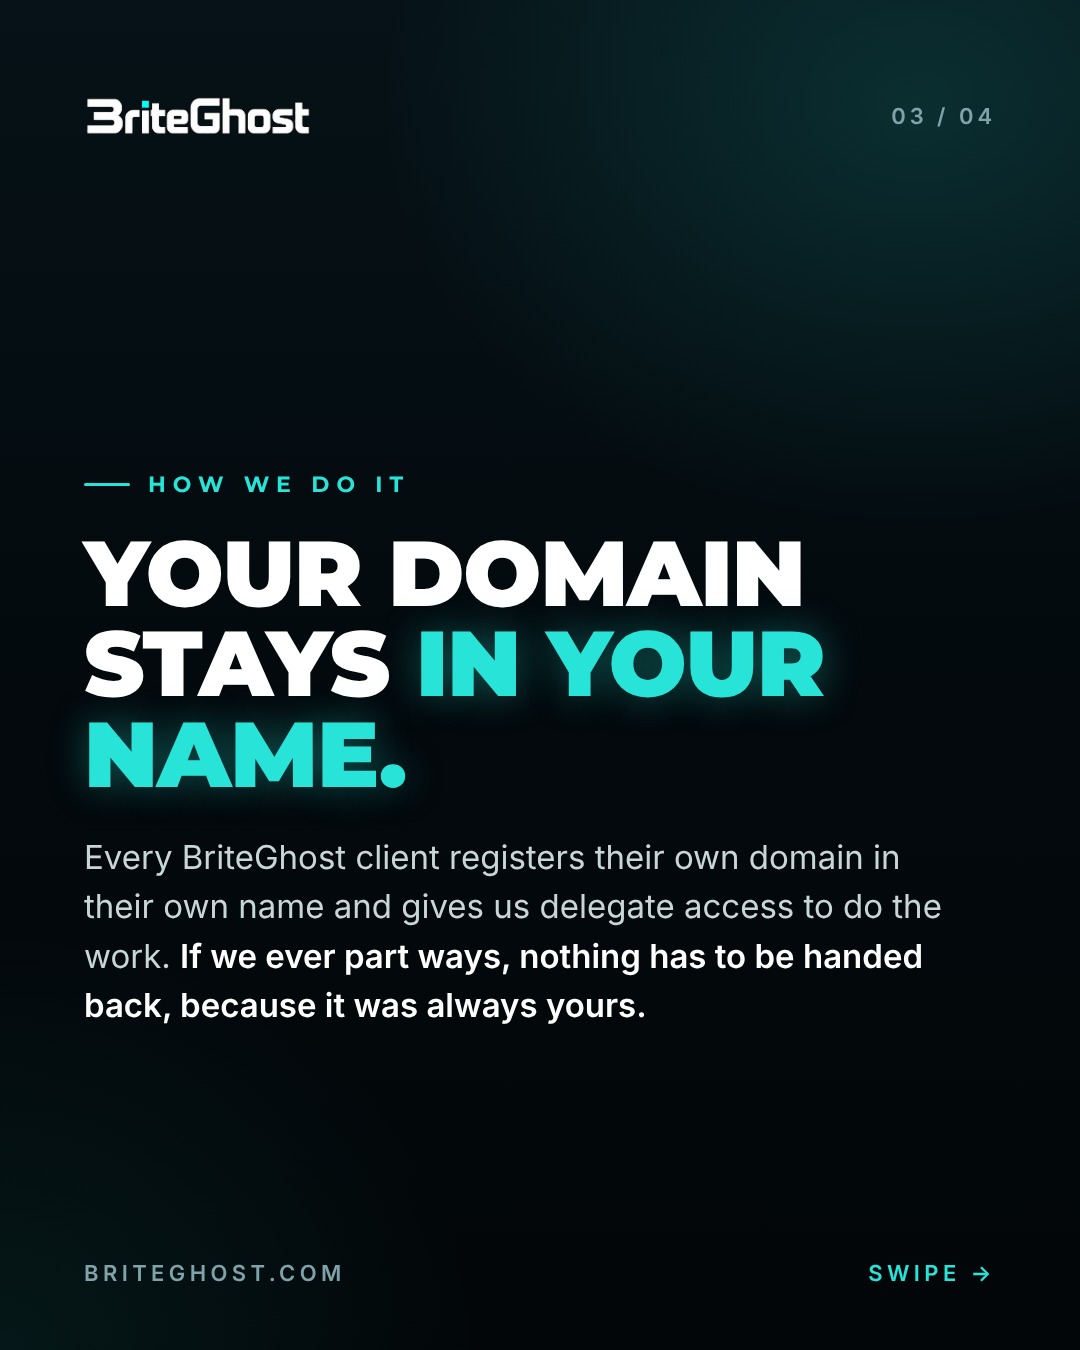 BriteGhost
03 / 04
HOW WE DO IT
YOUR DOMAIN
STAYS IN YOUR
NAME.
Every BriteGhost client registers their own domain in
their own name and gives us delegate access to do the
work. If we ever part ways, nothing has to be handed
back, because it was always yours.
BRITEGHOST.COM
SWIPE →